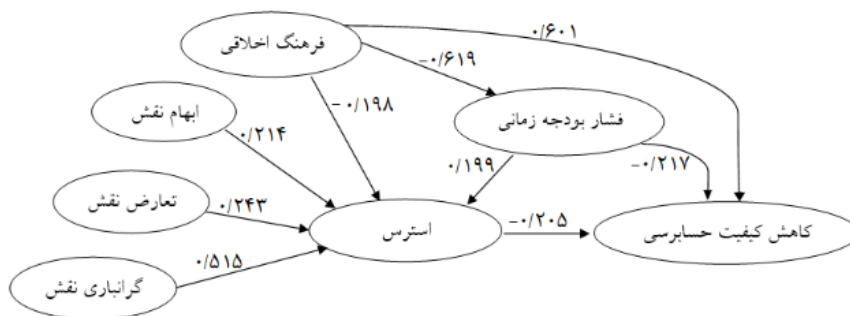 فرهنگ اخلاقی
۰/۶۰۱
-۰/۶۱۹
ابهام نقش
-۰/۱۹۸
فشار بودجه زمانی
۰/۲۱۴
۰/۱۹۹
-۰/۲۱۷
تعارض نقش
۰/۲۴۳
استرس
-۰/۲۰۵
کاهش کیفیت حسابرسی
۰/۵۱۵
گرانباری نقش